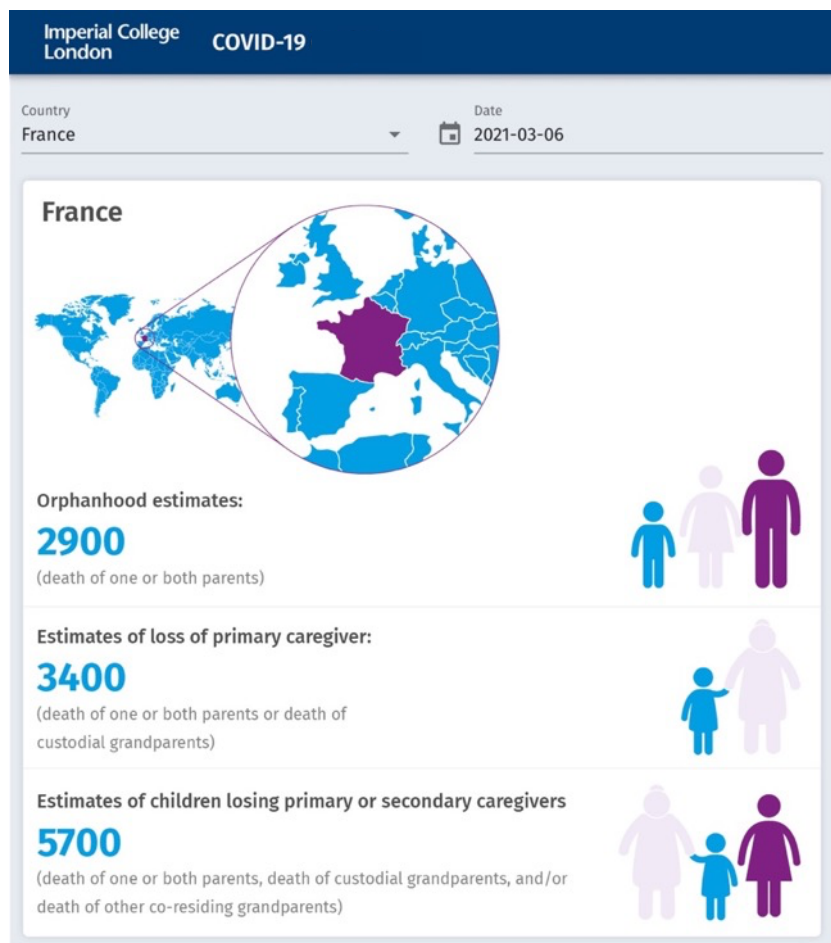 Imperial College
London
COVID-19
Country
France
Date
2021-03-06
France
Orphanhood estimates:
2900
(death of one or both parents)
Estimates of loss of primary caregiver:
3400
(death of one or both parents or death of
custodial grandparents)
Estimates of children losing primary or secondary caregivers
5700
(death of one or both parents, death of custodial grandparents, and/or
death of other co-residing grandparents)